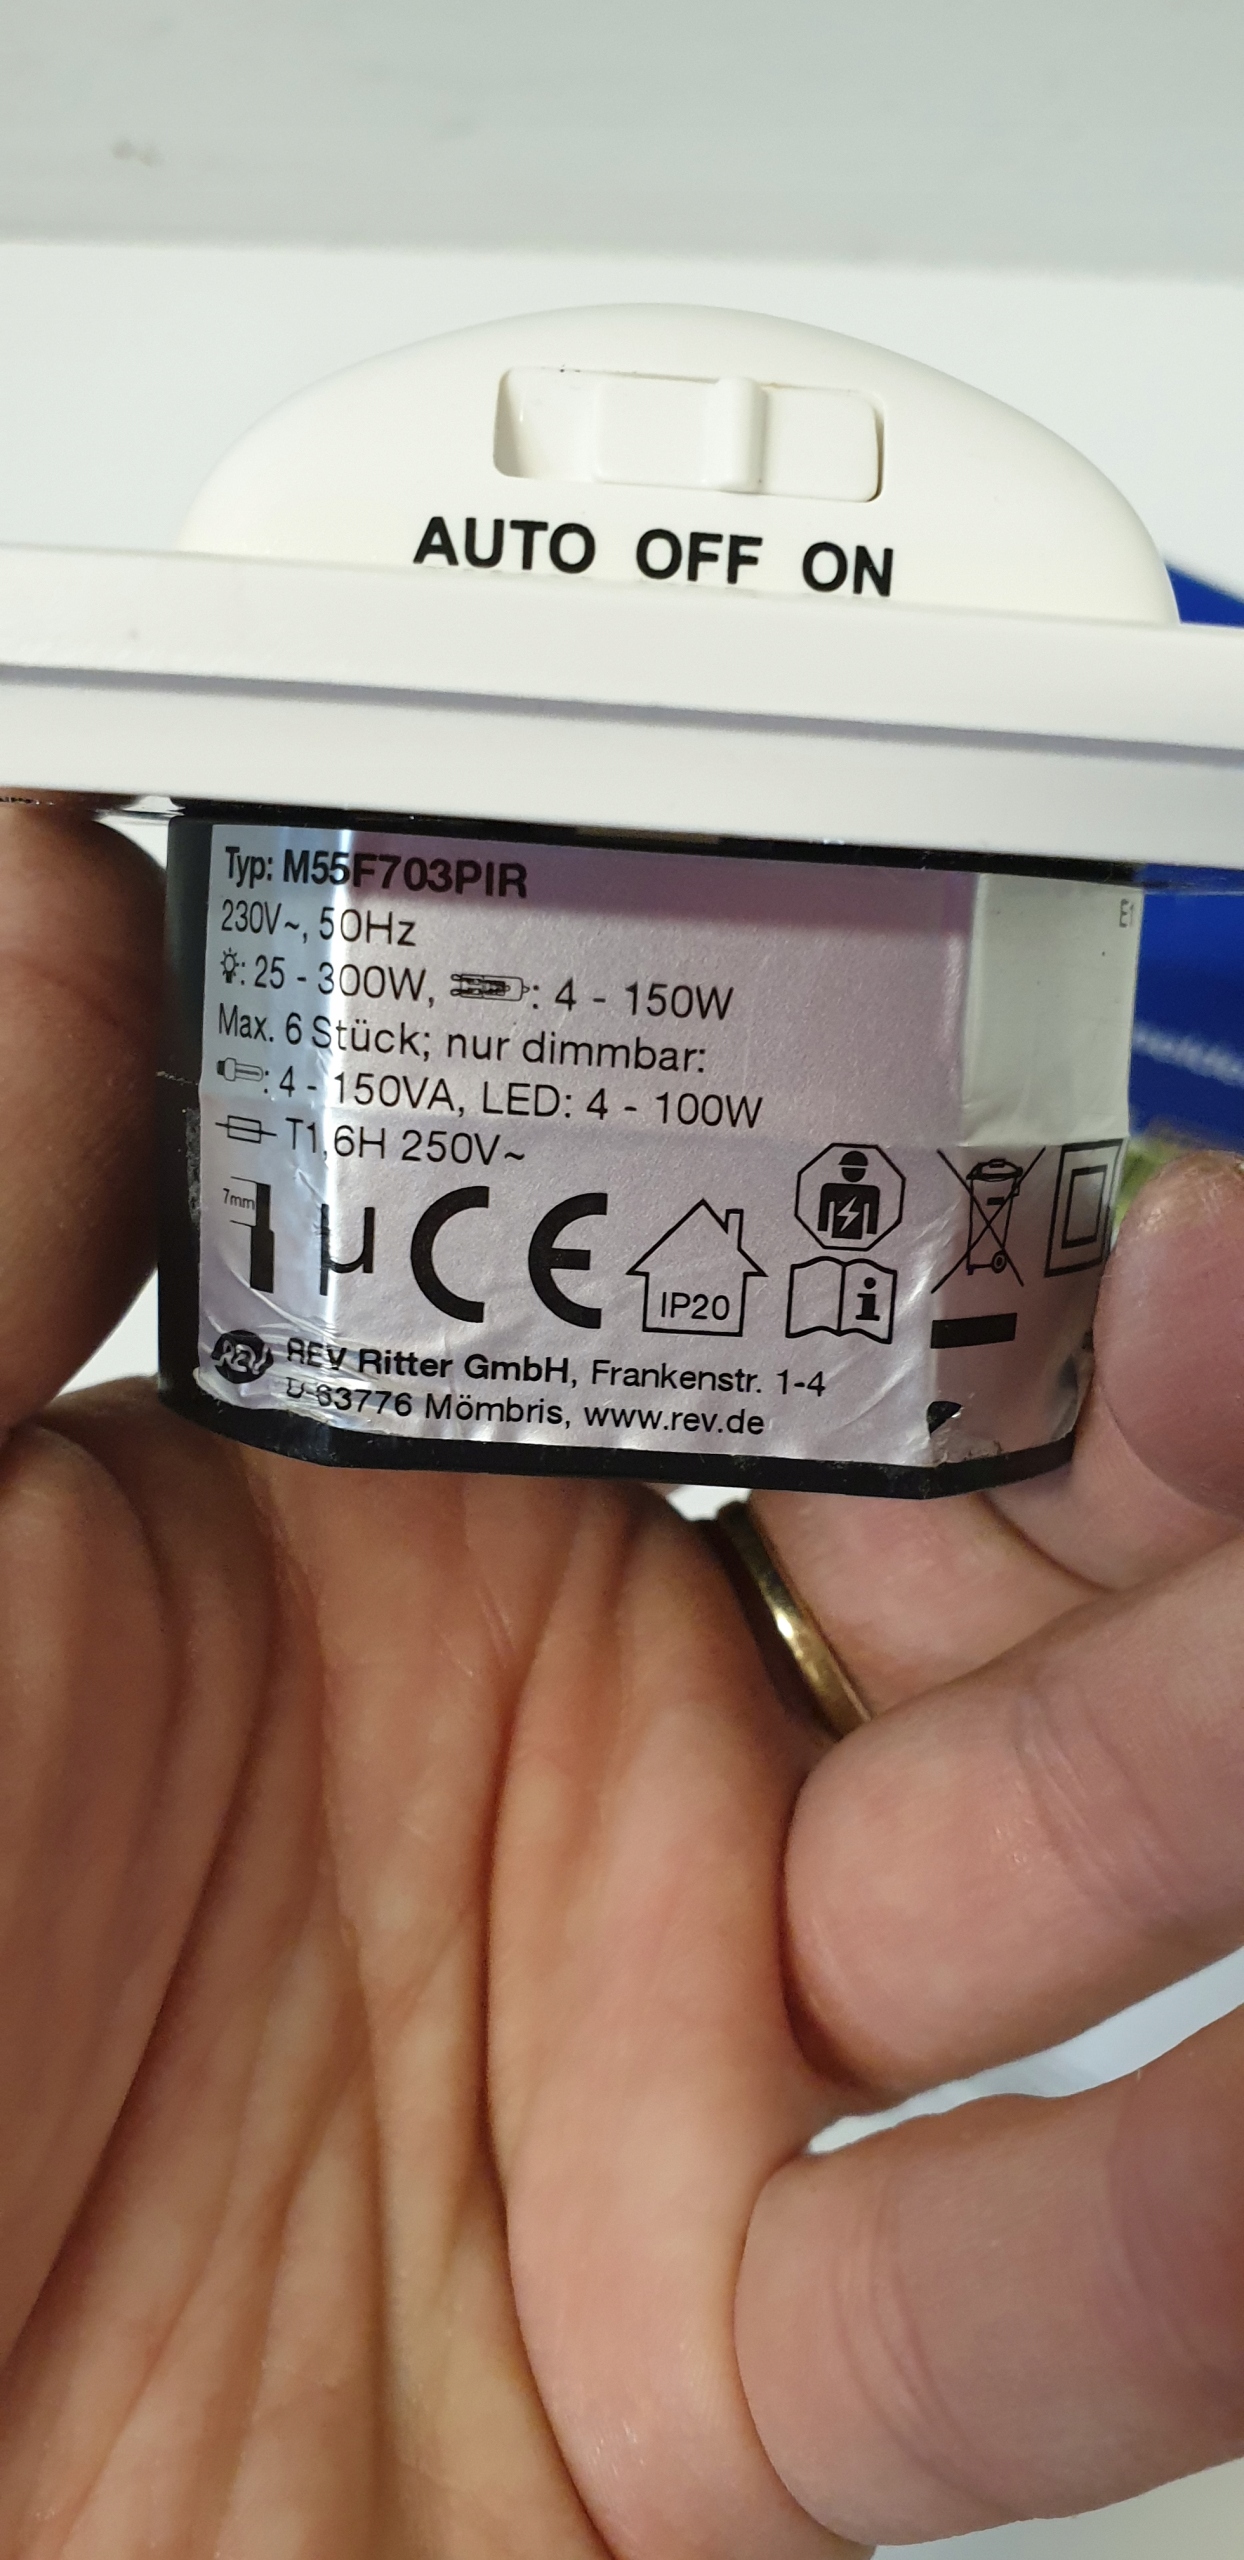 AUTO OFF ON
Typ: M55F703PIR
E1
230V~, 50Hz
: 25 - 300W, : 4 - 150W
Max. 6 Stück; nur dimmbar:
: 4 - 150VA, LED: 4 - 100W
T1,6H 250V~
7mm
µ CE
IP20
i
REV REV Ritter GmbH, Frankenstr. 1-4
D-63776 Mömbris, www.rev.de